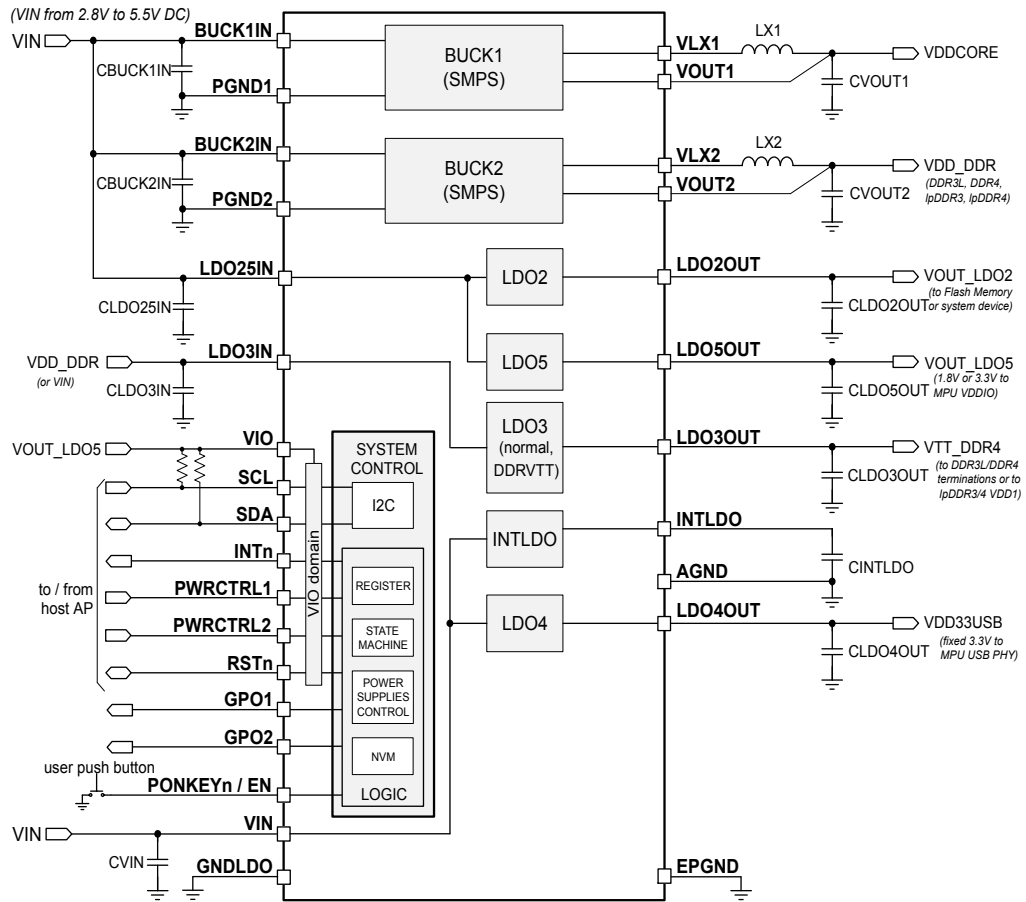 (VIN from 2.8V to 5.5V DC)
VIN
BUCK1IN
CBUCK1IN
PGND1
BUCK1
(SMPS)
VLX1
LX1
VOUT1
VDDCORE
CVOUT1
BUCK2IN
CBUCK2IN
PGND2
BUCK2
(SMPS)
VLX2
LX2
VOUT2
VDD_DDR
(DDR3L, DDR4,
lpDDR3, lpDDR4)
CVOUT2
LDO25IN
CLDO25IN
LDO2
LDO2OUT
VOUT_LDO2
(to Flash Memory
or system device)
CLDO2OUT
VDD_DDR
(or VIN)
LDO3IN
CLDO3IN
LDO5
LDO5OUT
VOUT_LDO5
(1.8V or 3.3V to
MPU VDDIO)
CLDO5OUT
LDO3
(normal,
DDRVTT)
LDO3OUT
VTT_DDR4
(to DDR3L/DDR4
terminations or to
lpDDR3/4 VDD1)
CLDO3OUT
VOUT_LDO5
VIO
SCL
SDA
INTn
PWRCTRL1
PWRCTRL2
RSTn
GPO1
GPO2
to / from
host AP
VIO domain
SYSTEM
CONTROL
I2C
REGISTER
STATE
MACHINE
POWER
SUPPLIES
CONTROL
NVM
LOGIC
INTLDO
INTLDO
CINTLDO
AGND
LDO4
LDO4OUT
VDD33USB
(fixed 3.3V to
MPU USB PHY)
CLDO4OUT
user push button
PONKEYn / EN
VIN
VIN
CVIN
GNDLDO
EPGND